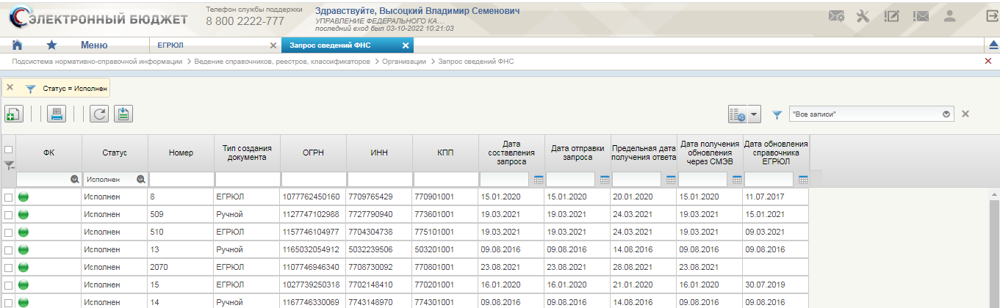 ЭЛЕКТРОННЫЙ БЮДЖЕТ
Телефон службы поддержки
8 800 2222-777
Здравствуйте, Высоцкий Владимир Семенович
УПРАВЛЕНИЕ ФЕДЕРАЛЬНОГО КА...
последний вход был 03-10-2022 10:21:03
Меню ЕГРЮЛ Запрос сведений ФНС
Подсистема нормативно-справочной информации > Ведение справочников, реестров, классификаторов > Организации > Запрос сведений ФНС
Статус = Исполнен
"Все записи"
ФК Статус Номер Тип создания документа ОГРН ИНН КПП Дата составления запроса Дата отправки запроса Предельная дата получения ответа Дата получения обновления через СМЭВ Дата обновления справочника ЕГРЮЛ
Исполнен
Исполнен 8 ЕГРЮЛ 1077762450160 7709765429 770901001 15.01.2020 15.01.2020 20.01.2020 15.01.2020 11.07.2017
Исполнен 509 Ручной 1127747102988 7727790940 773601001 19.03.2021 19.03.2021 24.03.2021 19.03.2021 15.01.2021
Исполнен 510 ЕГРЮЛ 1157746104977 7704304738 775101001 19.03.2021 19.03.2021 24.03.2021 19.03.2021 09.03.2021
Исполнен 13 Ручной 1165032054912 5032239506 503201001 09.08.2016 09.08.2016 14.08.2016 09.08.2016 09.08.2016
Исполнен 2070 ЕГРЮЛ 1107746946340 7708730092 770801001 23.08.2021 23.08.2021 28.08.2021 23.08.2021
Исполнен 15 ЕГРЮЛ 1027739250318 7702148410 770201001 16.01.2020 16.01.2020 21.01.2020 16.01.2020 30.07.2019
Исполнен 14 Ручной 1167746330069 7743148970 774301001 09.08.2016 09.08.2016 14.08.2016 09.08.2016 09.08.2016